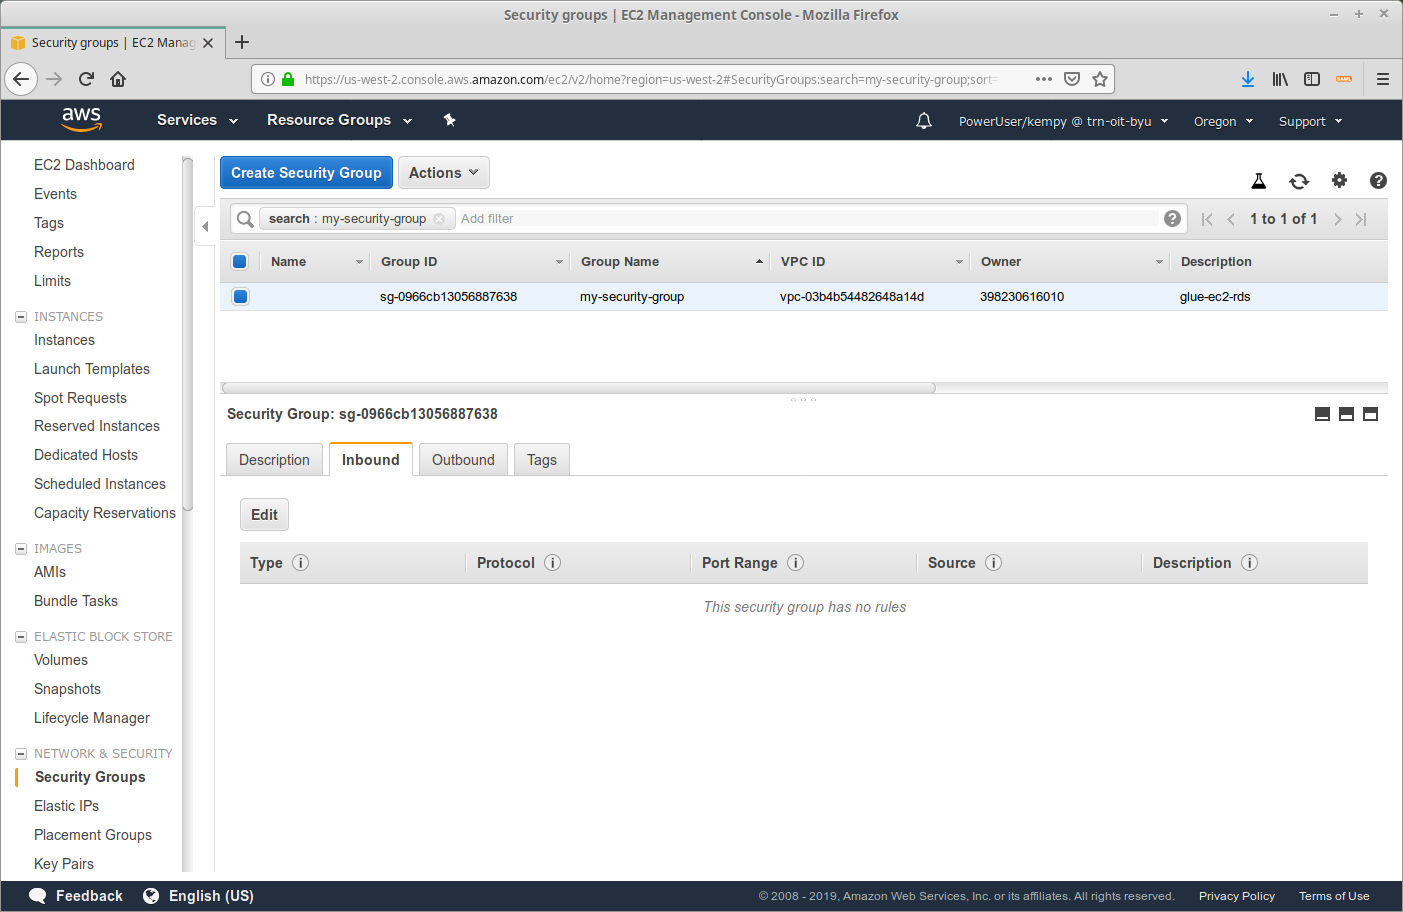 Security groups | EC2 Management Console - Mozilla Firefox
Security groups | EC2 Manag
https://us-west-2.console.aws.amazon.com/ec2/v2/home?region=us-west-2#SecurityGroups:search=my-security-group;sort=
SAML
aws Services Resource Groups PowerUser/kempy @ trn-oit-byu Oregon Support
EC2 Dashboard
Events
Tags
Reports
Limits
INSTANCES
Instances
Launch Templates
Spot Requests
Reserved Instances
Dedicated Hosts
Scheduled Instances
Capacity Reservations
IMAGES
AMIs
Bundle Tasks
ELASTIC BLOCK STORE
Volumes
Snapshots
Lifecycle Manager
NETWORK & SECURITY
Security Groups
Elastic IPs
Placement Groups
Key Pairs
Create Security Group Actions
search : my-security-group Add filter 1 to 1 of 1
Name Group ID Group Name VPC ID Owner Description
sg-0966cb13056887638 my-security-group vpc-03b4b54482648a14d 398230616010 glue-ec2-rds
Security Group: sg-0966cb13056887638
Description Inbound Outbound Tags
Edit
Type Protocol Port Range Source Description
This security group has no rules
Feedback English (US) © 2008 - 2019, Amazon Web Services, Inc. or its affiliates. All rights reserved. Privacy Policy Terms of Use